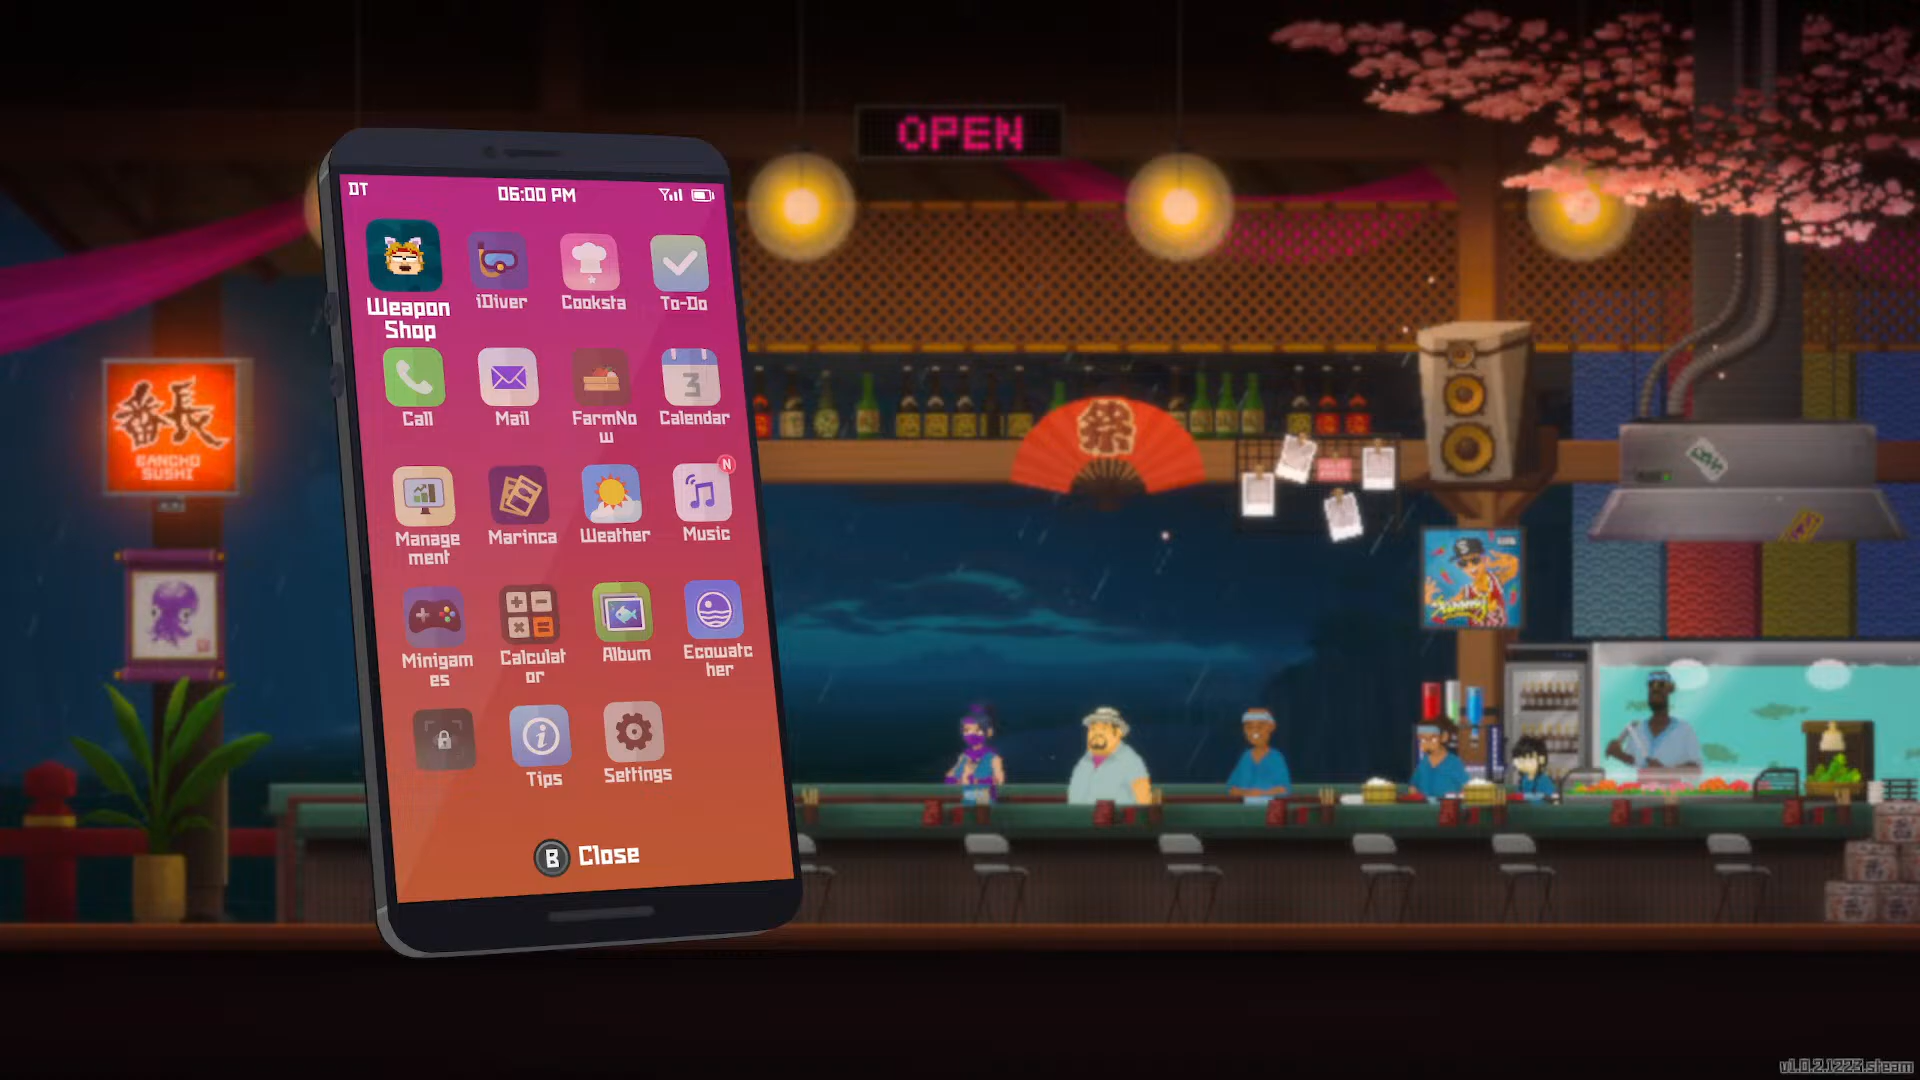 OPEN
DT
06:00 PM
Weapon
Shop
iDiver
Cooksta
To-Do
Call
Mail
FarmNo
w
3
Calendar
Manage
ment
Marinca
Weather
N
Music
Minigam
es
Calculat
or
Album
Ecowatc
her
Tips
Settings
B Close
番長
BANCHO
SUSHI
祭
v1.0.2.1223.steam